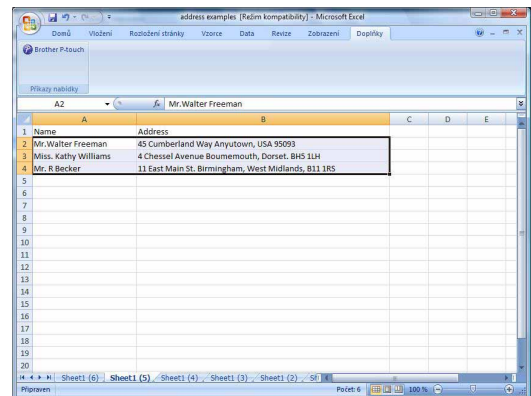 address examples [Režim kompatibility] - Microsoft Excel
Domů Vložení Rozložení stránky Vzorce Data Revize Zobrazení Doplňky
Brother P-touch
Příkazy nabídky
A2 fx Mr.Walter Freeman
A B C D E
1 Name Address
2 Mr.Walter Freeman 45 Cumberland Way Anyutown, USA 95093
3 Miss. Kathy Williams 4 Chessel Avenue Boumemouth, Dorset. BH5 1LH
4 Mr. R Becker 11 East Main St. Birmingham, West Midlands, B11 1RS
5
6
7
8
9
10
11
12
13
14
15
16
17
18
19
20
Sheet1 (6) Sheet1 (5) Sheet1 (4) Sheet1 (3) Sheet1 (2)
Připraven Počet: 6 100 %